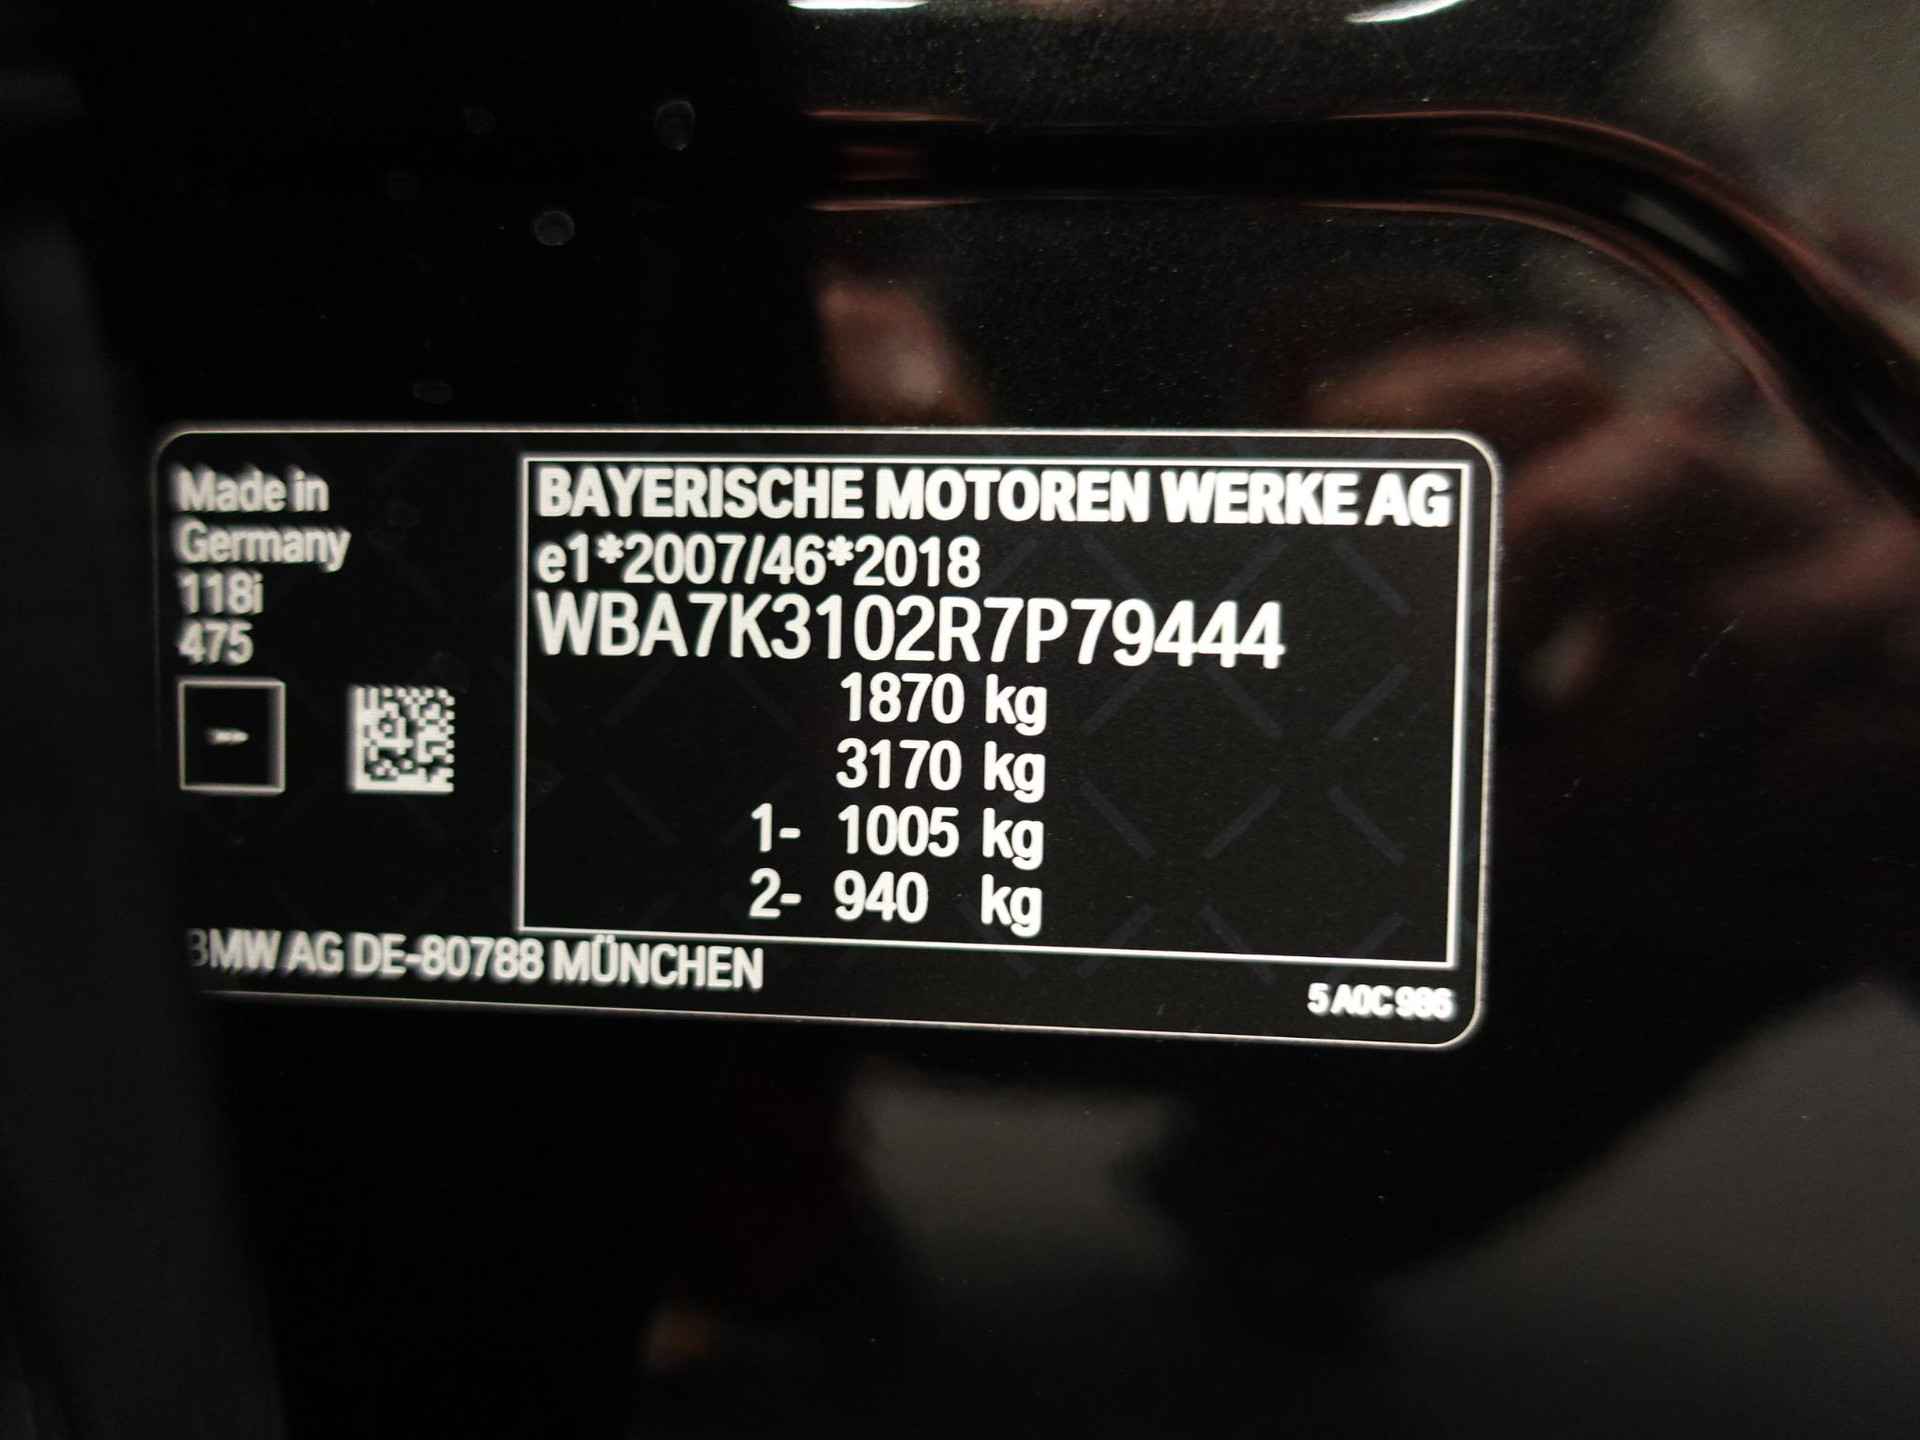 Made in
Germany
118i
475
BAYERISCHE MOTOREN WERKE AG
e1*2007/46*2018
WBA7K3102R7P79444
1870 kg
3170 kg
1- 1005 kg
2- 940 kg
BMW AG DE-80788 MÜNCHEN
5 A0C 986